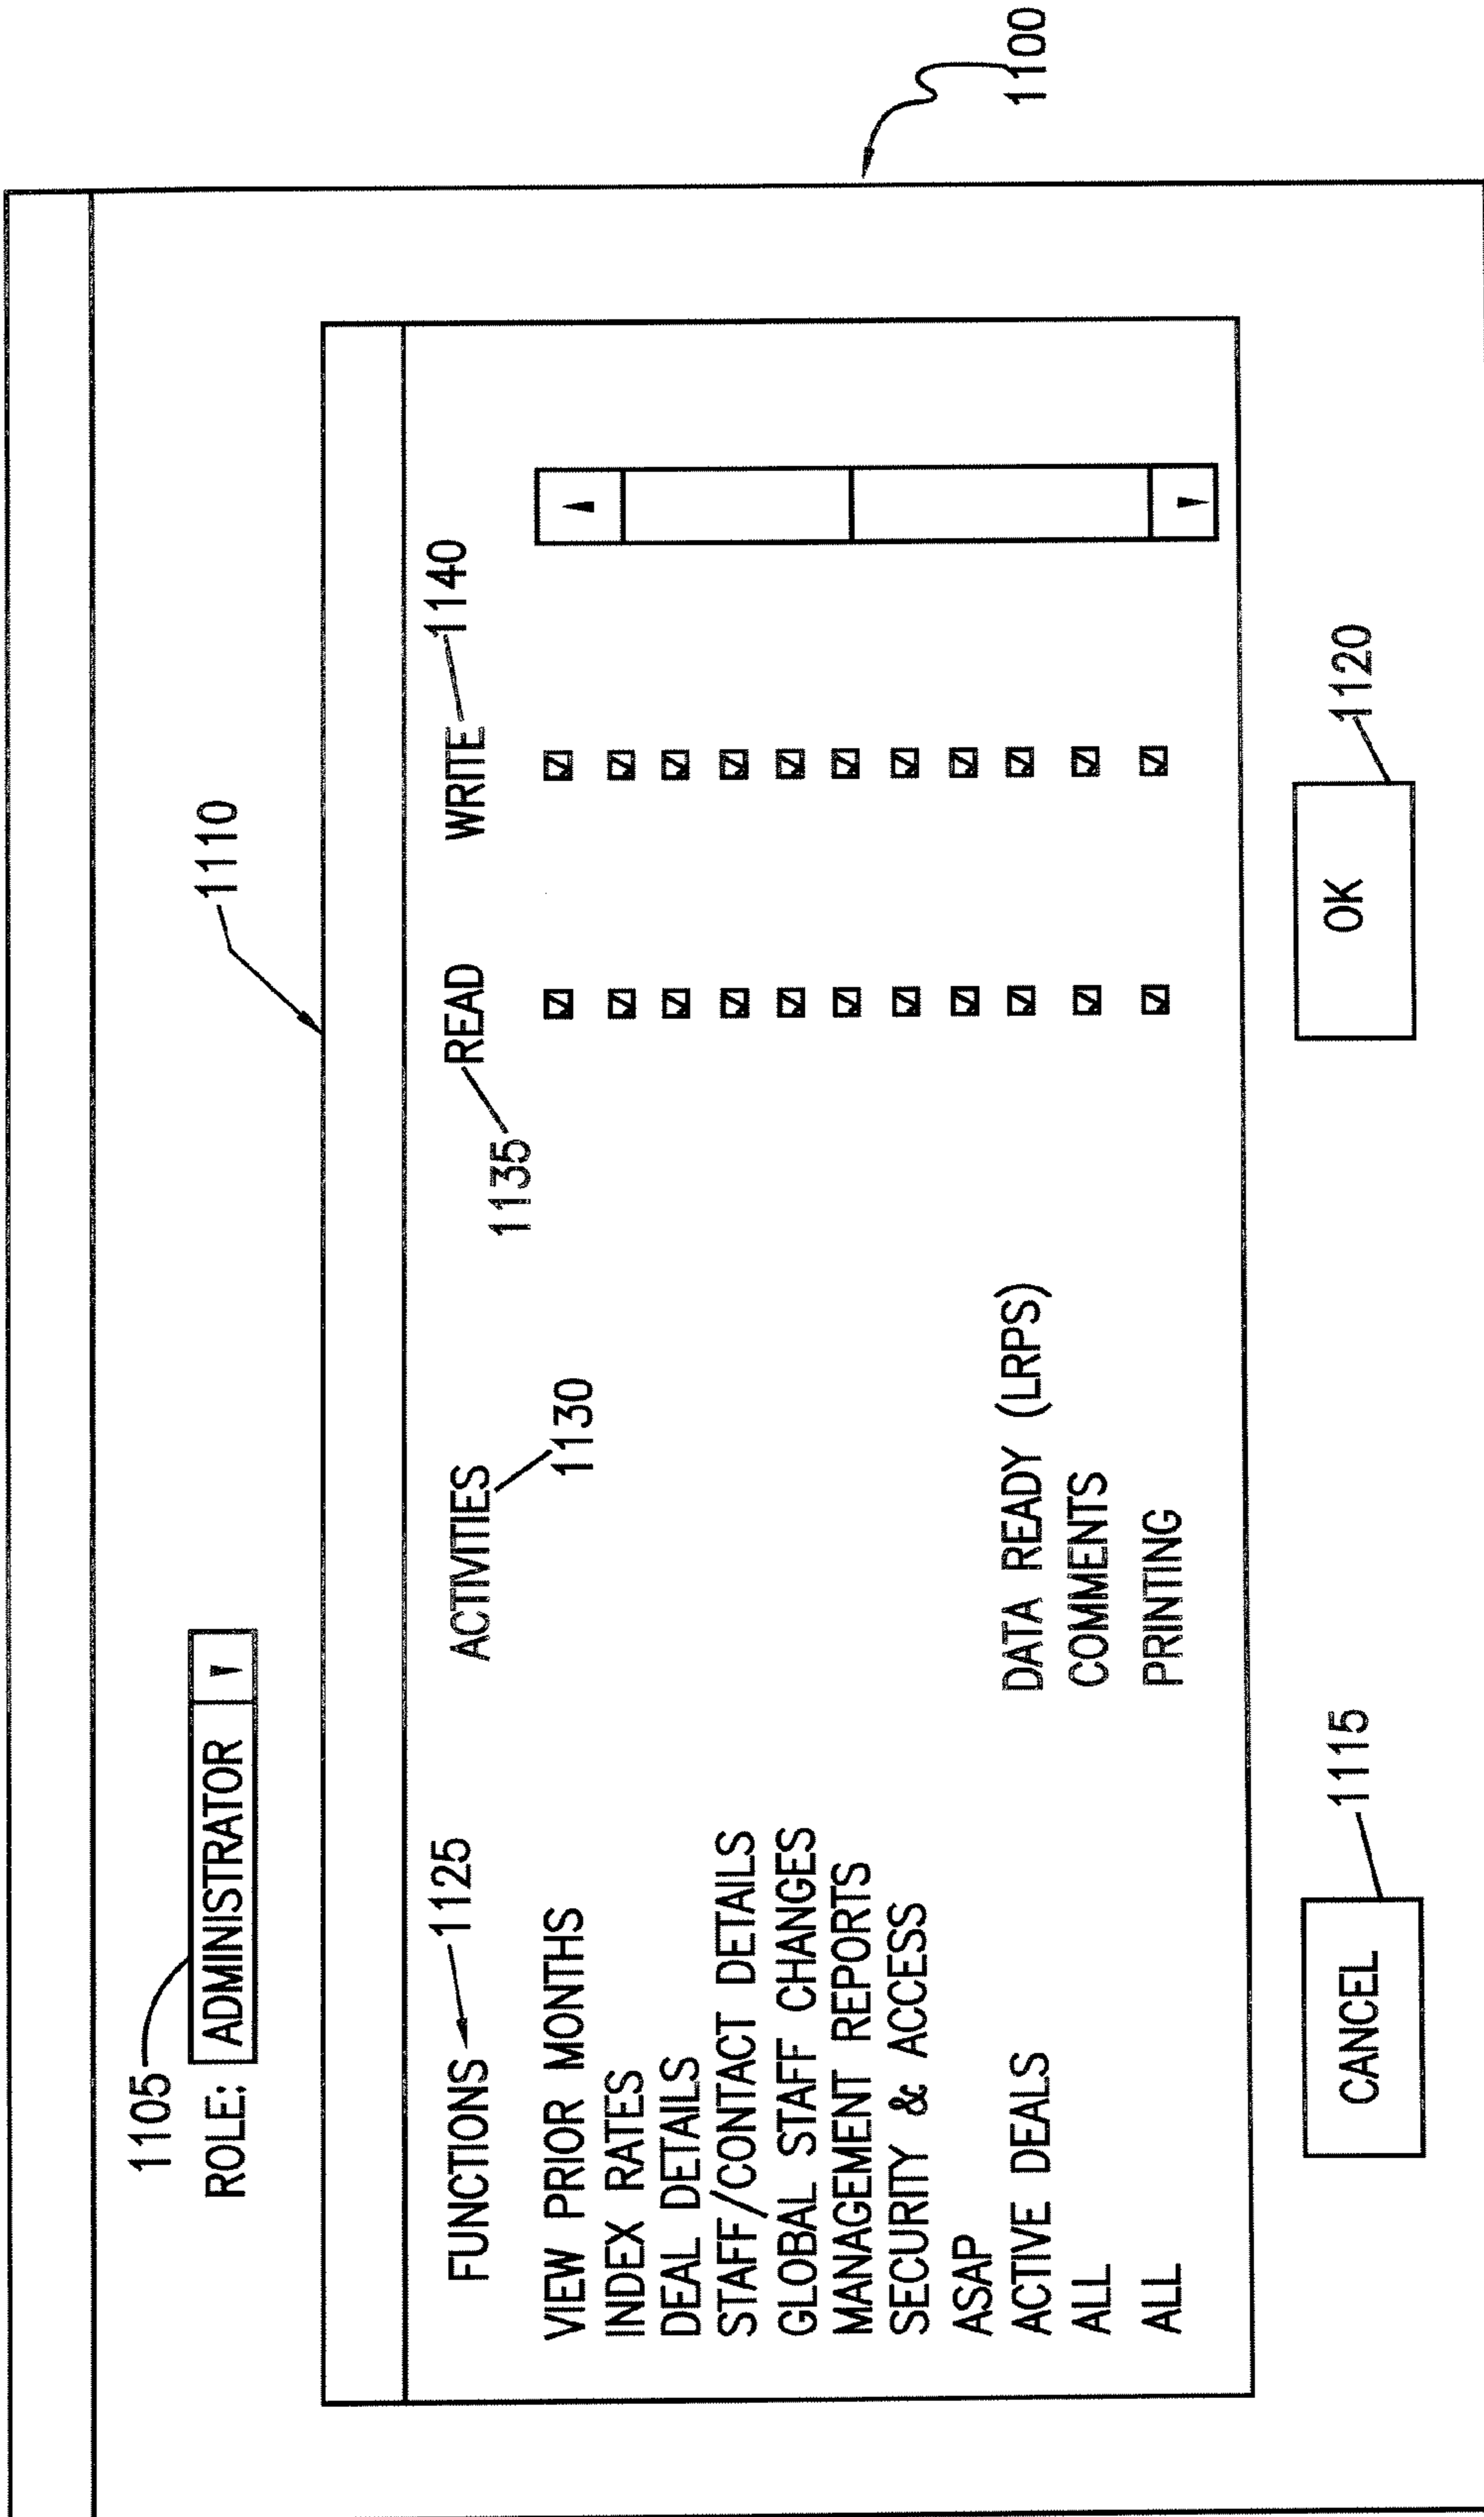 1105
ROLE: ADMINISTRATOR
1110
FUNCTIONS 1125 ACTIVITIES READ WRITE 1140
1130 1135
VIEW PRIOR MONTHS
INDEX RATES
DEAL DETAILS
STAFF/CONTACT DETAILS
GLOBAL STAFF CHANGES
MANAGEMENT REPORTS
SECURITY & ACCESS
ASAP
ACTIVE DEALS DATA READY (LRPS)
ALL COMMENTS
ALL PRINTING
1100
CANCEL 1115 OK 1120